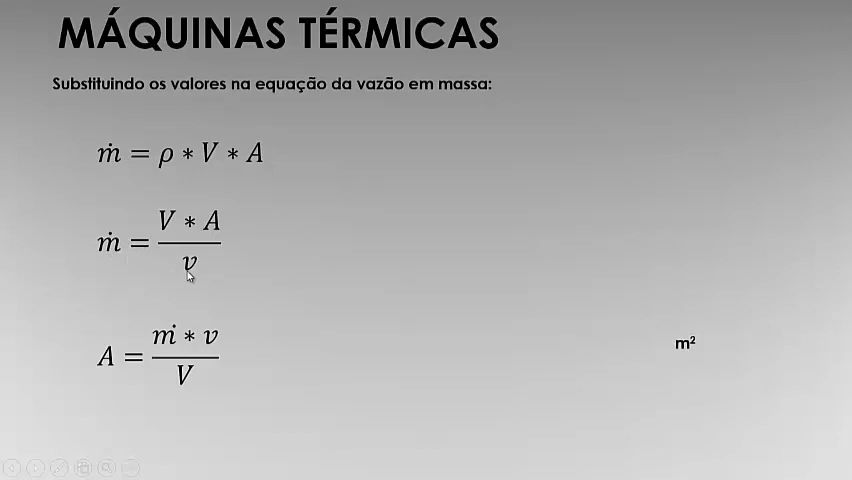 MÁQUINAS TÉRMICAS
Substituindo os valores na equação da vazão em massa:
ṁ = ρ ∗ V ∗ A
ṁ = (V ∗ A) / v
A = (ṁ ∗ v) / V
m²